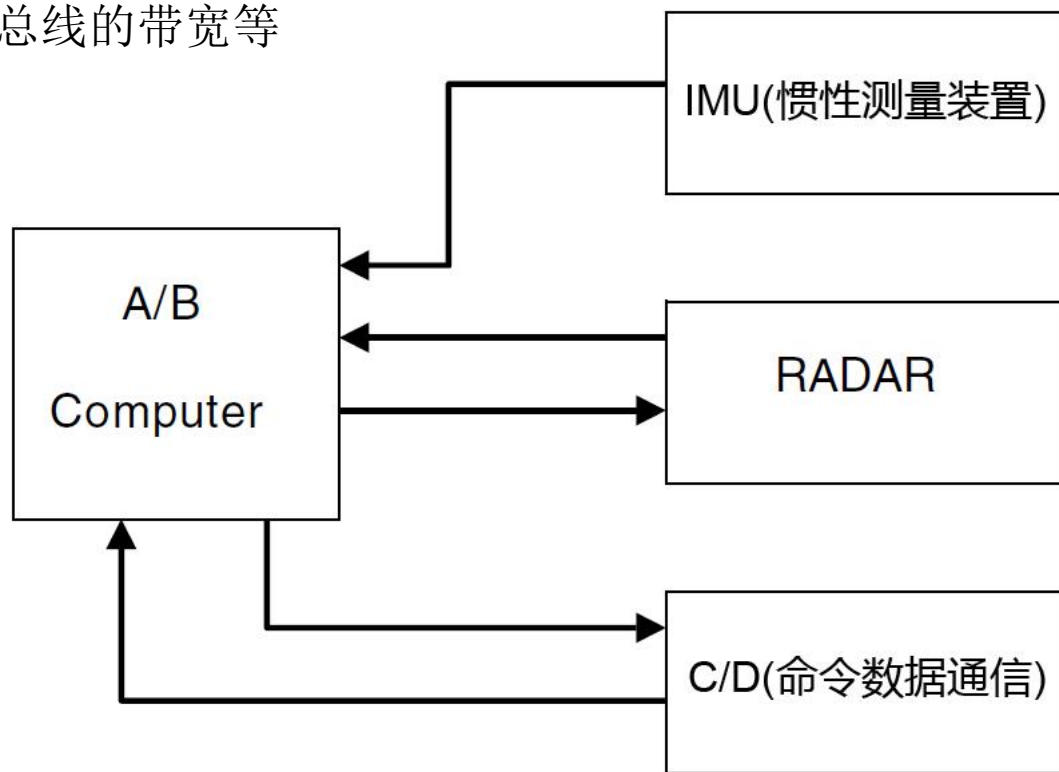 总线的带宽等
IMU(惯性测量装置)
A/B
Computer
RADAR
C/D(命令数据通信)